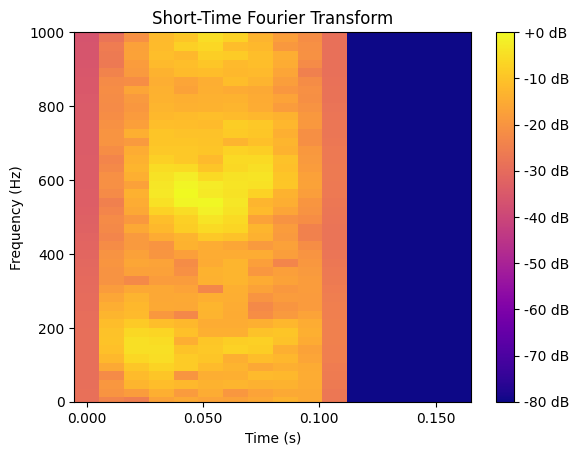 Short-Time Fourier Transform
Frequency (Hz)
1000
800
600
400
200
0
0.000
0.050
0.100
0.150
Time (s)
+0 dB
-10 dB
-20 dB
-30 dB
-40 dB
-50 dB
-60 dB
-70 dB
-80 dB